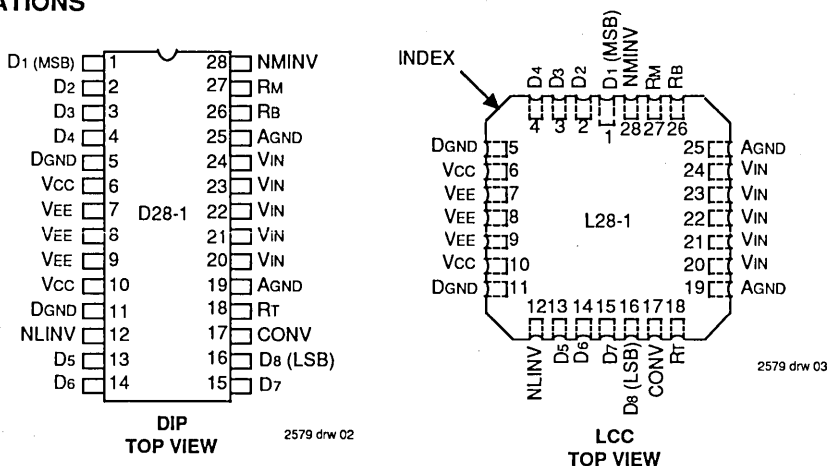 ATIONS
D1 (MSB) 1 28 NMINV
D2 2 27 RM
D3 3 26 RB
D4 4 25 AGND
DGND 5 24 VIN
VCC 6 23 VIN
VEE 7 D28-1 22 VIN
VEE 8 21 VIN
VEE 9 20 VIN
VCC 10 19 AGND
DGND 11 18 RT
NLINV 12 17 CONV
D5 13 16 D8 (LSB)
D6 14 15 D7
DIP
TOP VIEW
2579 drw 02
INDEX
D4 D3 D2 D1 (MSB) NMINV RM RB
4 3 2 1 28 27 26
DGND 5 25 AGND
VCC 6 24 VIN
VEE 7 23 VIN
VEE 8 L28-1 22 VIN
VEE 9 21 VIN
VCC 10 20 VIN
DGND 11 19 AGND
12 13 14 15 16 17 18
NLINV D5 D6 D7 D8 (LSB) CONV RT
2579 drw 03
LCC
TOP VIEW